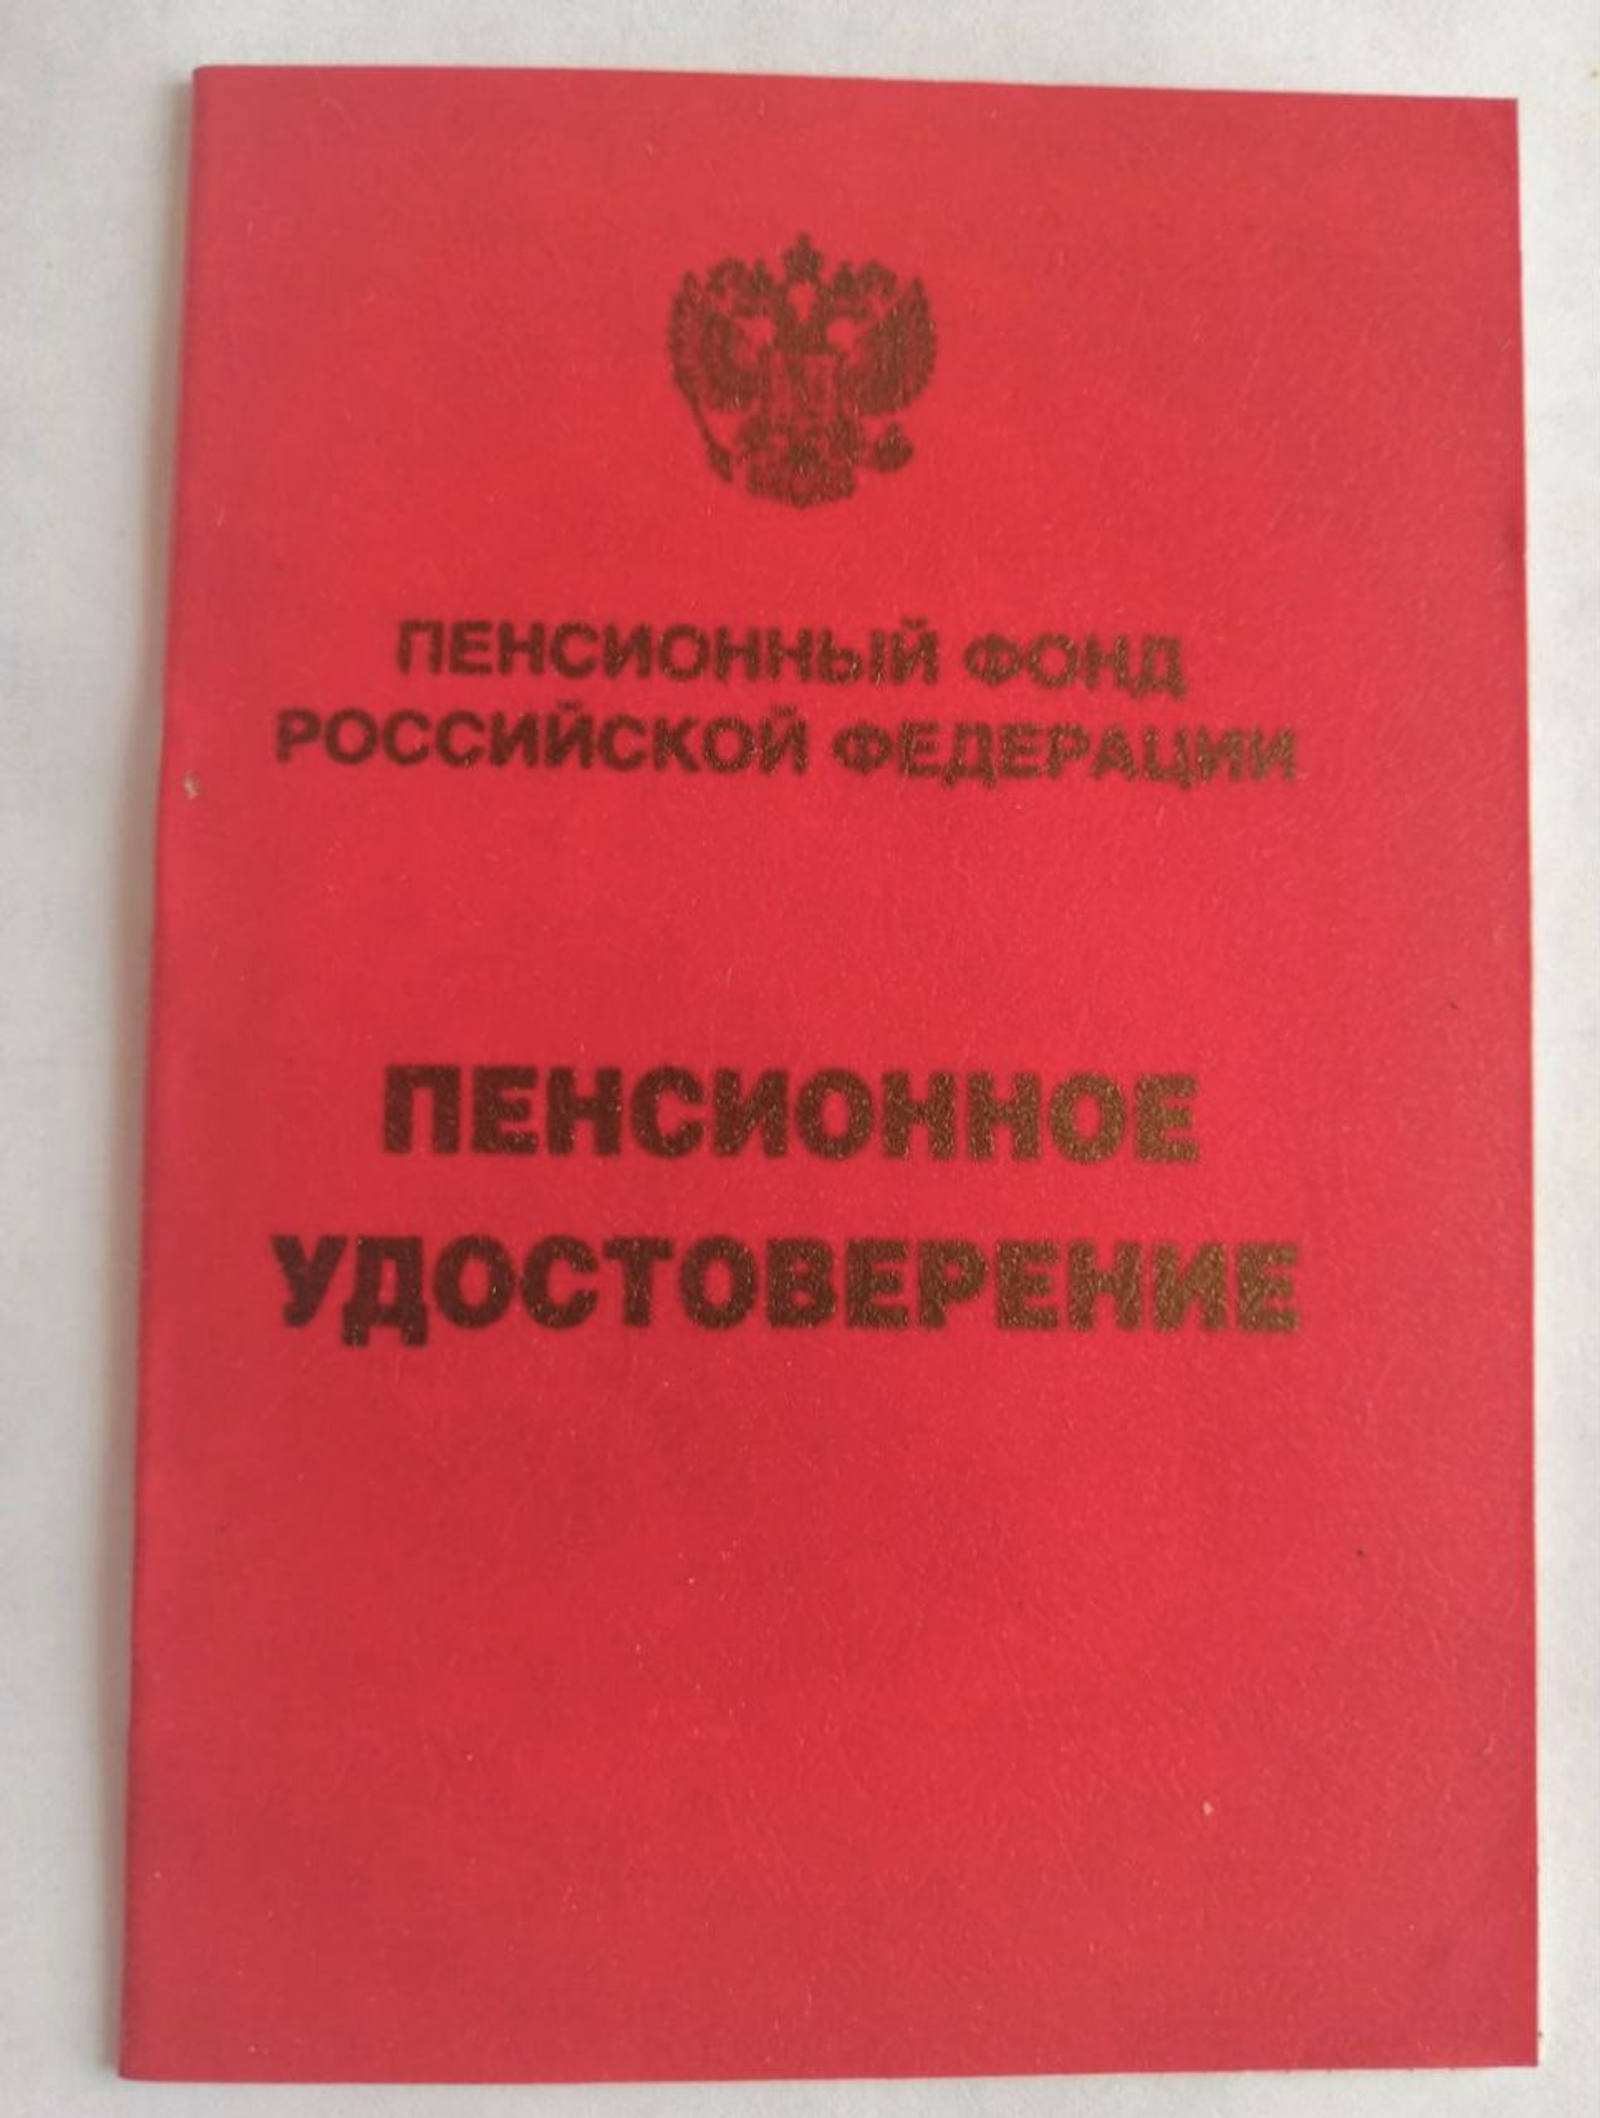 ПЕНСИОННЫЙ ФОНД
РОССИЙСКОЙ ФЕДЕРАЦИИ
ПЕНСИОННОЕ
УДОСТОВЕРЕНИЕ